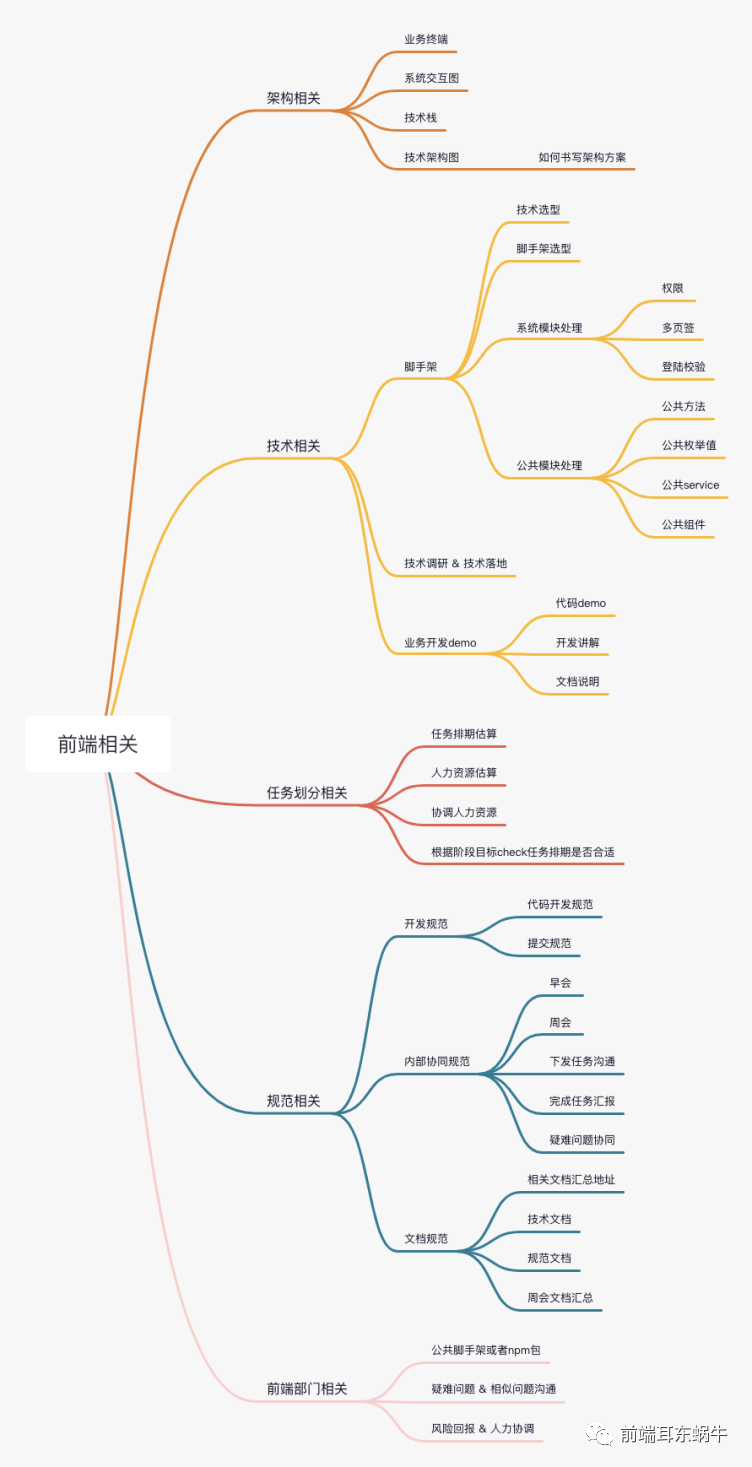 业务终端
系统交互图
架构相关
技术栈
技术架构图
如何书写架构方案
技术选型
脚手架选型
权限
系统模块处理
多页签
脚手架
登陆校验
公共方法
技术相关
公共枚举值
公共模块处理
公共service
公共组件
技术调研 & 技术落地
代码demo
业务开发demo
开发讲解
文档说明
前端相关
任务排期估算
人力资源估算
任务划分相关
协调人力资源
根据阶段目标check任务排期是否合适
代码开发规范
开发规范
提交规范
早会
周会
内部协同规范
下发任务沟通
规范相关
完成任务汇报
疑难问题协同
相关文档汇总地址
技术文档
文档规范
规范文档
周会文档汇总
公共脚手架或者npm包
前端部门相关
疑难问题 & 相似问题沟通
风险回报 & 人力协调
前端耳东蜗牛